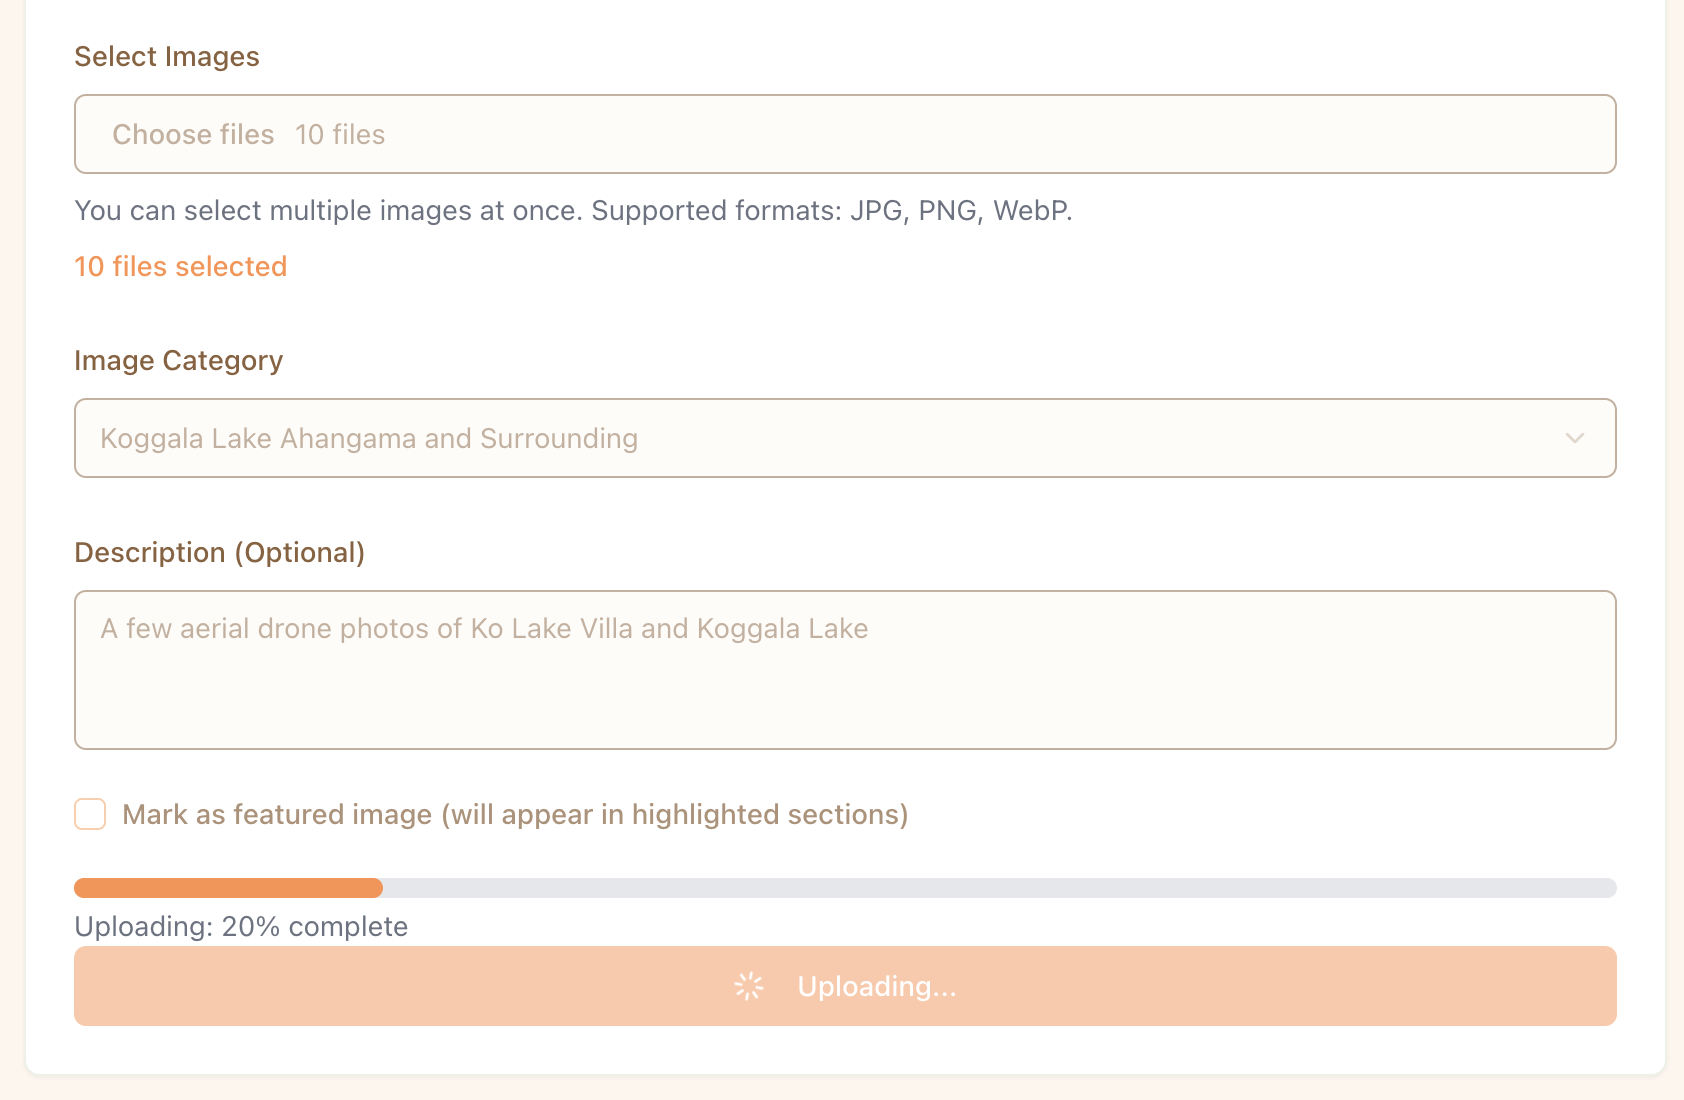 Select Images
Choose files 10 files
You can select multiple images at once. Supported formats: JPG, PNG, WebP.
10 files selected
Image Category
Koggala Lake Ahangama and Surrounding
Description (Optional)
A few aerial drone photos of Ko Lake Villa and Koggala Lake
Mark as featured image (will appear in highlighted sections)
Uploading: 20% complete
Uploading...